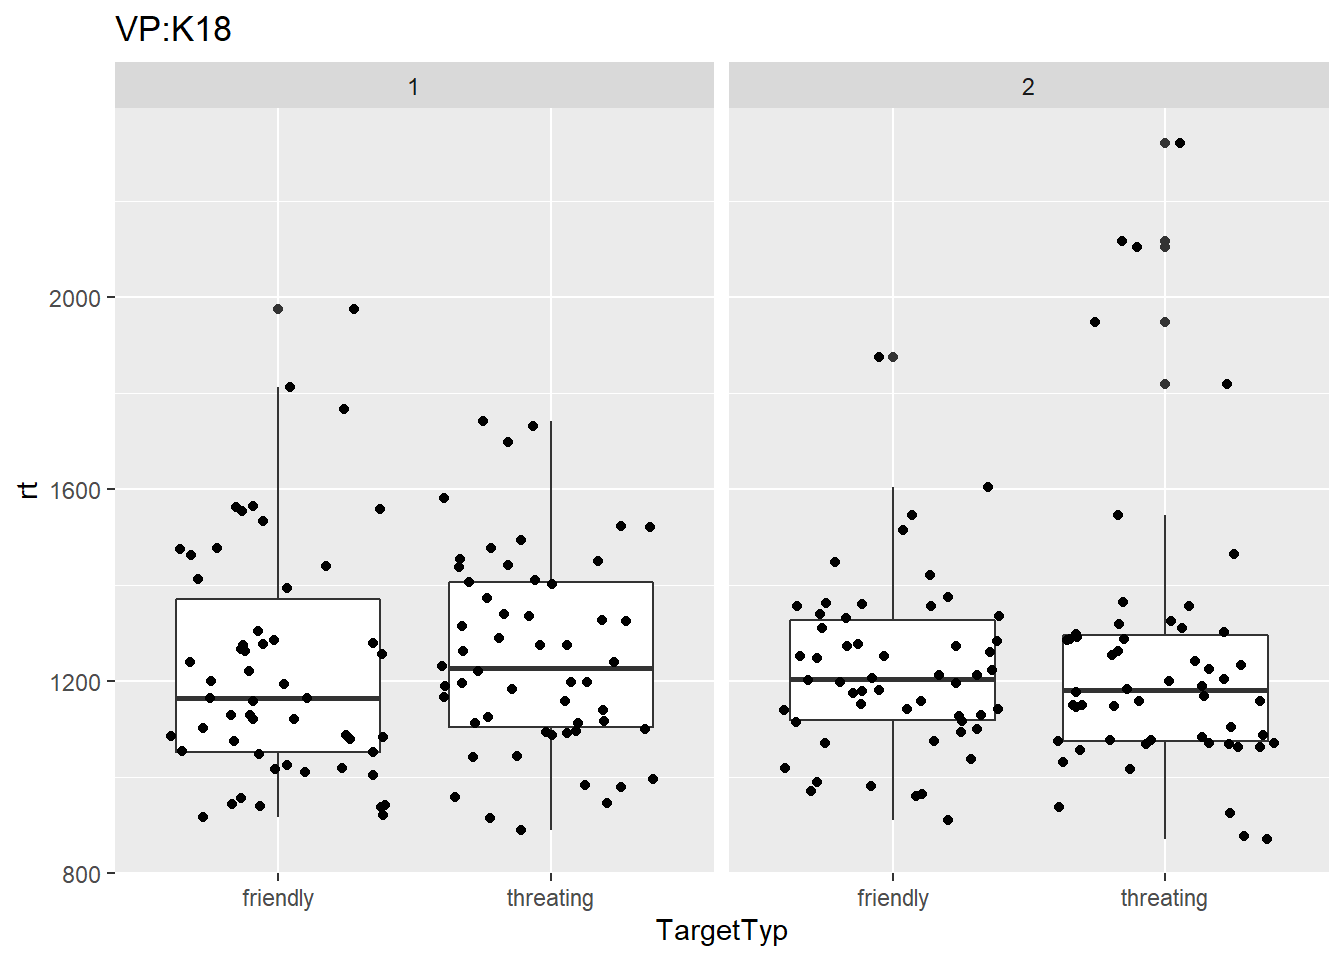 VP:K18
1
2
rt
2000
1600
1200
800
friendly
threating
friendly
threating
TargetTyp